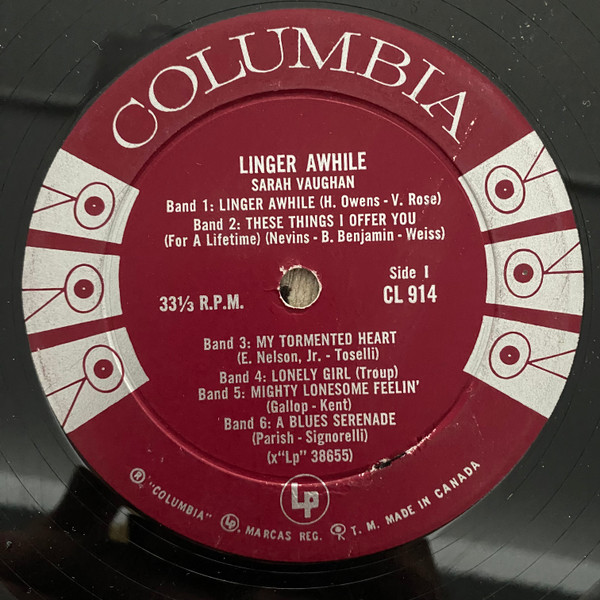 COLUMBIA
LINGER AWHILE
SARAH VAUGHAN
Band 1: LINGER AWHILE (H. Owens - V. Rose)
Band 2: THESE THINGS I OFFER YOU
(For A Lifetime) (Nevins - B. Benjamin - Weiss)
33⅓ R.P.M.
Side 1
CL 914
Band 3: MY TORMENTED HEART
(E. Nelson, Jr. - Toselli)
Band 4: LONELY GIRL (Troup)
Band 5: MIGHTY LONESOME FEELIN'
(Gallop - Kent)
Band 6: A BLUES SERENADE
(Parish - Signorelli)
(x"Lp" 38655)
Lp
® "COLUMBIA" Lp. MARCAS REG. T. M. MADE IN CANADA